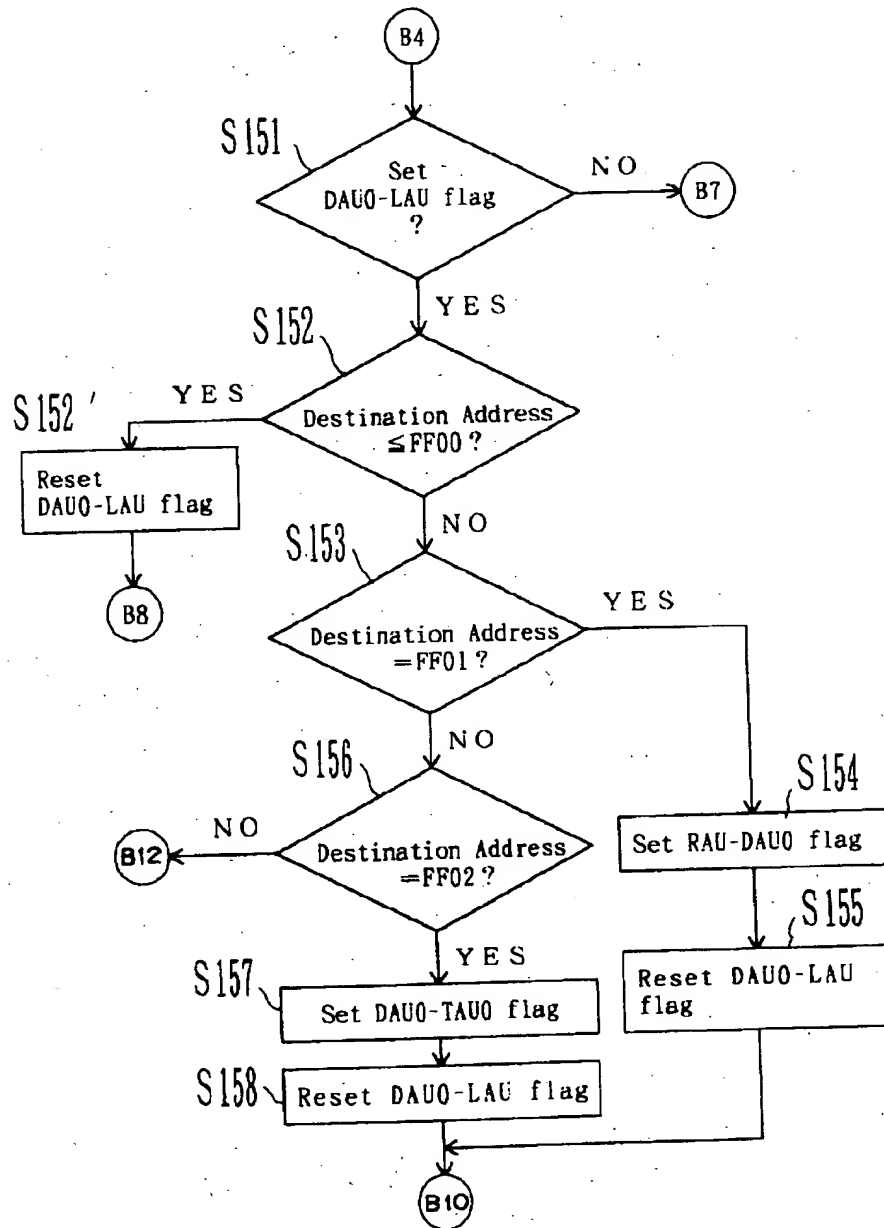 B4
S151
Set
DAU0-LAU flag
?
NO
B7
YES
S152
YES
S152'
Destination Address
≦FF00?
Reset
DAU0-LAU flag
NO
B8
S153
YES
Destination Address
=FF01?
NO
S156
S154
NO
B12
Destination Address
=FF02?
Set RAU-DAU0 flag
S155
YES
Reset DAU0-LAU
flag
S157
Set DAU0-TAU0 flag
S158
Reset DAU0-LAU flag
B10